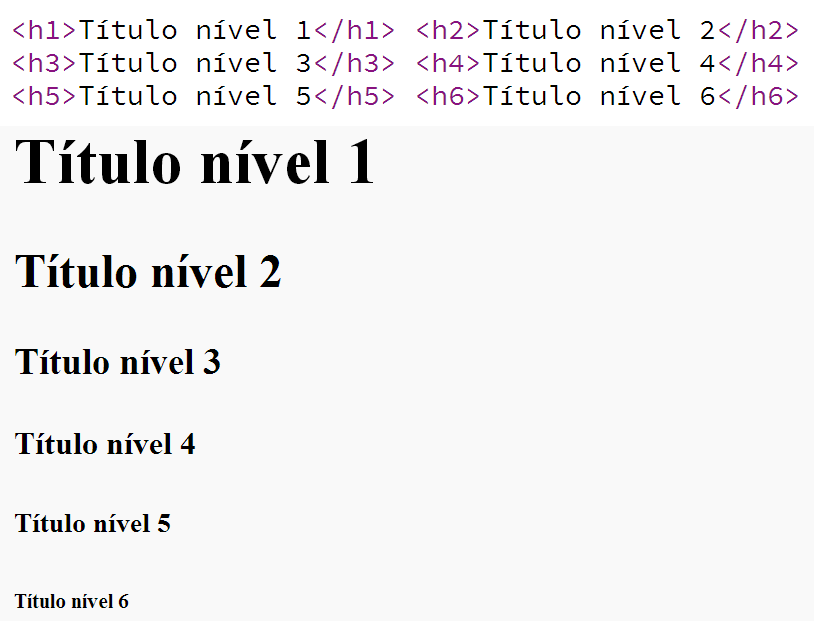 <h1>Título nível 1</h1> <h2>Título nível 2</h2>
<h3>Título nível 3</h3> <h4>Título nível 4</h4>
<h5>Título nível 5</h5> <h6>Título nível 6</h6>
Título nível 1
Título nível 2
Título nível 3
Título nível 4
Título nível 5
Título nível 6